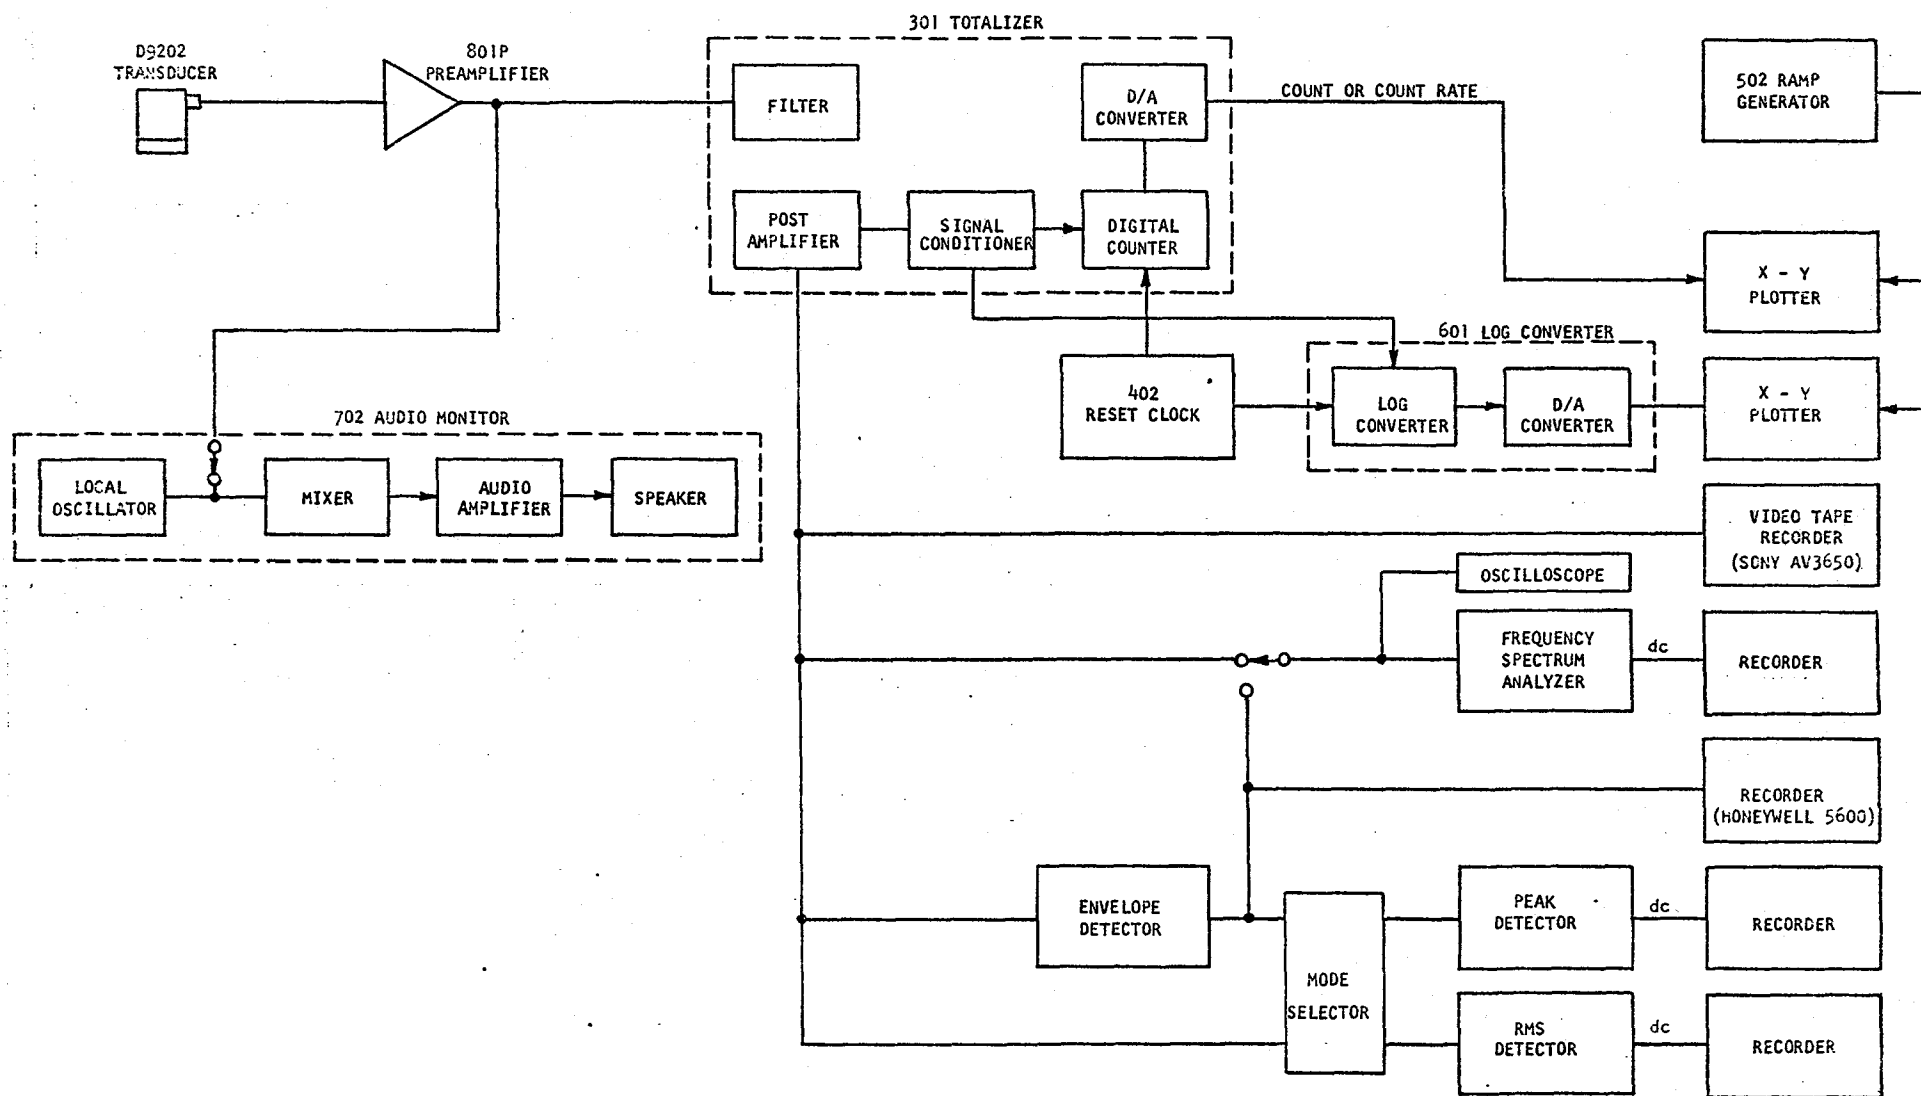 301 TOTALIZER
D9202
TRANSDUCER
801P
PREAMPLIFIER
FILTER
D/A
CONVERTER
COUNT OR COUNT RATE
502 RAMP
GENERATOR
POST
AMPLIFIER
SIGNAL
CONDITIONER
DIGITAL
COUNTER
X - Y
PLOTTER
601 LOG CONVERTER
402
RESET CLOCK
LOG
CONVERTER
D/A
CONVERTER
X - Y
PLOTTER
702 AUDIO MONITOR
LOCAL
OSCILLATOR
MIXER
AUDIO
AMPLIFIER
SPEAKER
VIDEO TAPE
RECORDER
(SONY AV3650)
OSCILLOSCOPE
FREQUENCY
SPECTRUM
ANALYZER
dc
RECORDER
RECORDER
(HONEYWELL 5600)
ENVELOPE
DETECTOR
MODE
SELECTOR
PEAK
DETECTOR
dc
RECORDER
RMS
DETECTOR
dc
RECORDER